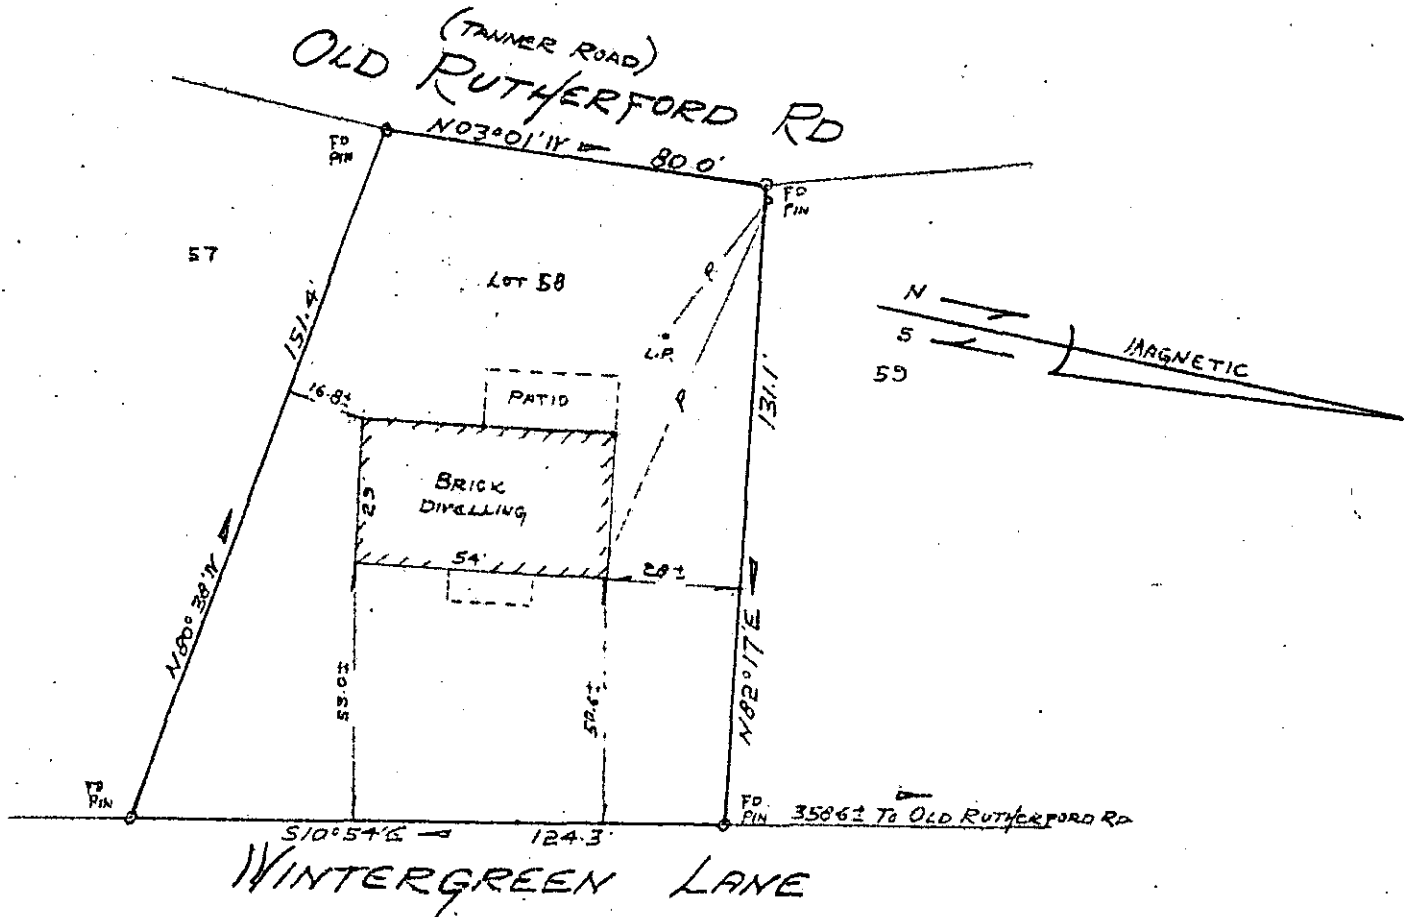 (TANNER ROAD)
OLD RUTHERFORD RD
N03°01'W 80.0'
FD
PIN
FD
PIN
57
LOT 58
151.4'
P
L.P.
P
131.1'
N
S
MAGNETIC
59
16.8±
PATIO
BRICK
DWELLING
29
54'
28±
N80°38'W
N82°17'E
53.0±
50.6±
FD
PIN
FD
PIN
358.6± TO OLD RUTHERFORD RD
S10°54'E 124.3'
WINTERGREEN LANE